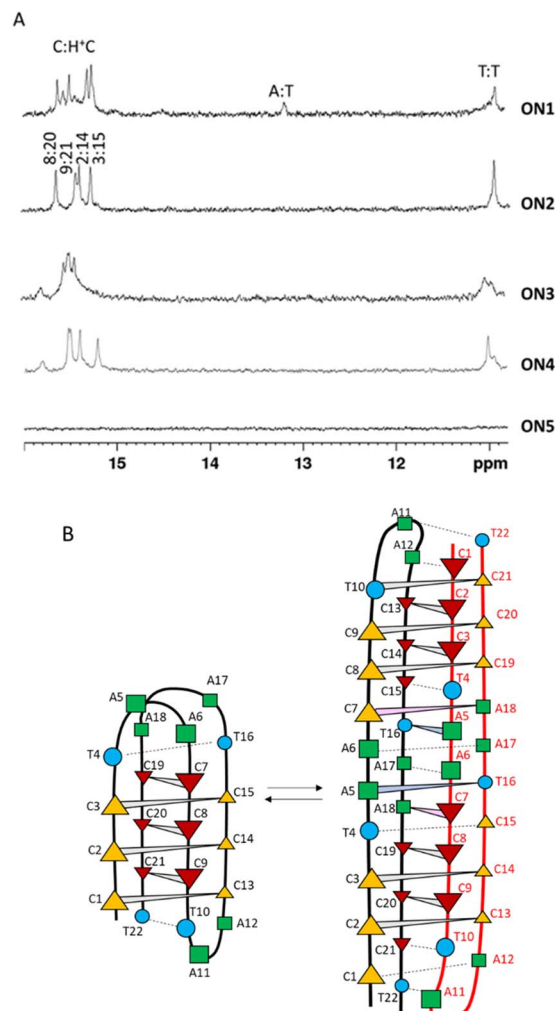 A
C:H⁺C
A:T
T:T
ON1
8:20
9:21
2:14
3:15
ON2
ON3
ON4
ON5
15
14
13
12
ppm
B
A17
A5
A18
A6
T4
T16
C19
C7
C3
C15
C20
C8
C2
C14
C21
C9
C1
C13
T22
T10
A12
A11
A11
T22
A12
C1
T10
C21
C13
C2
C9
C20
C14
C3
C8
C19
C15
T4
C7
A18
T16
A5
A6
A17
A17
A6
A5
T16
A18
C7
T4
C15
C19
C8
C3
C14
C20
C9
C2
C13
C21
T10
C1
A12
T22
A11